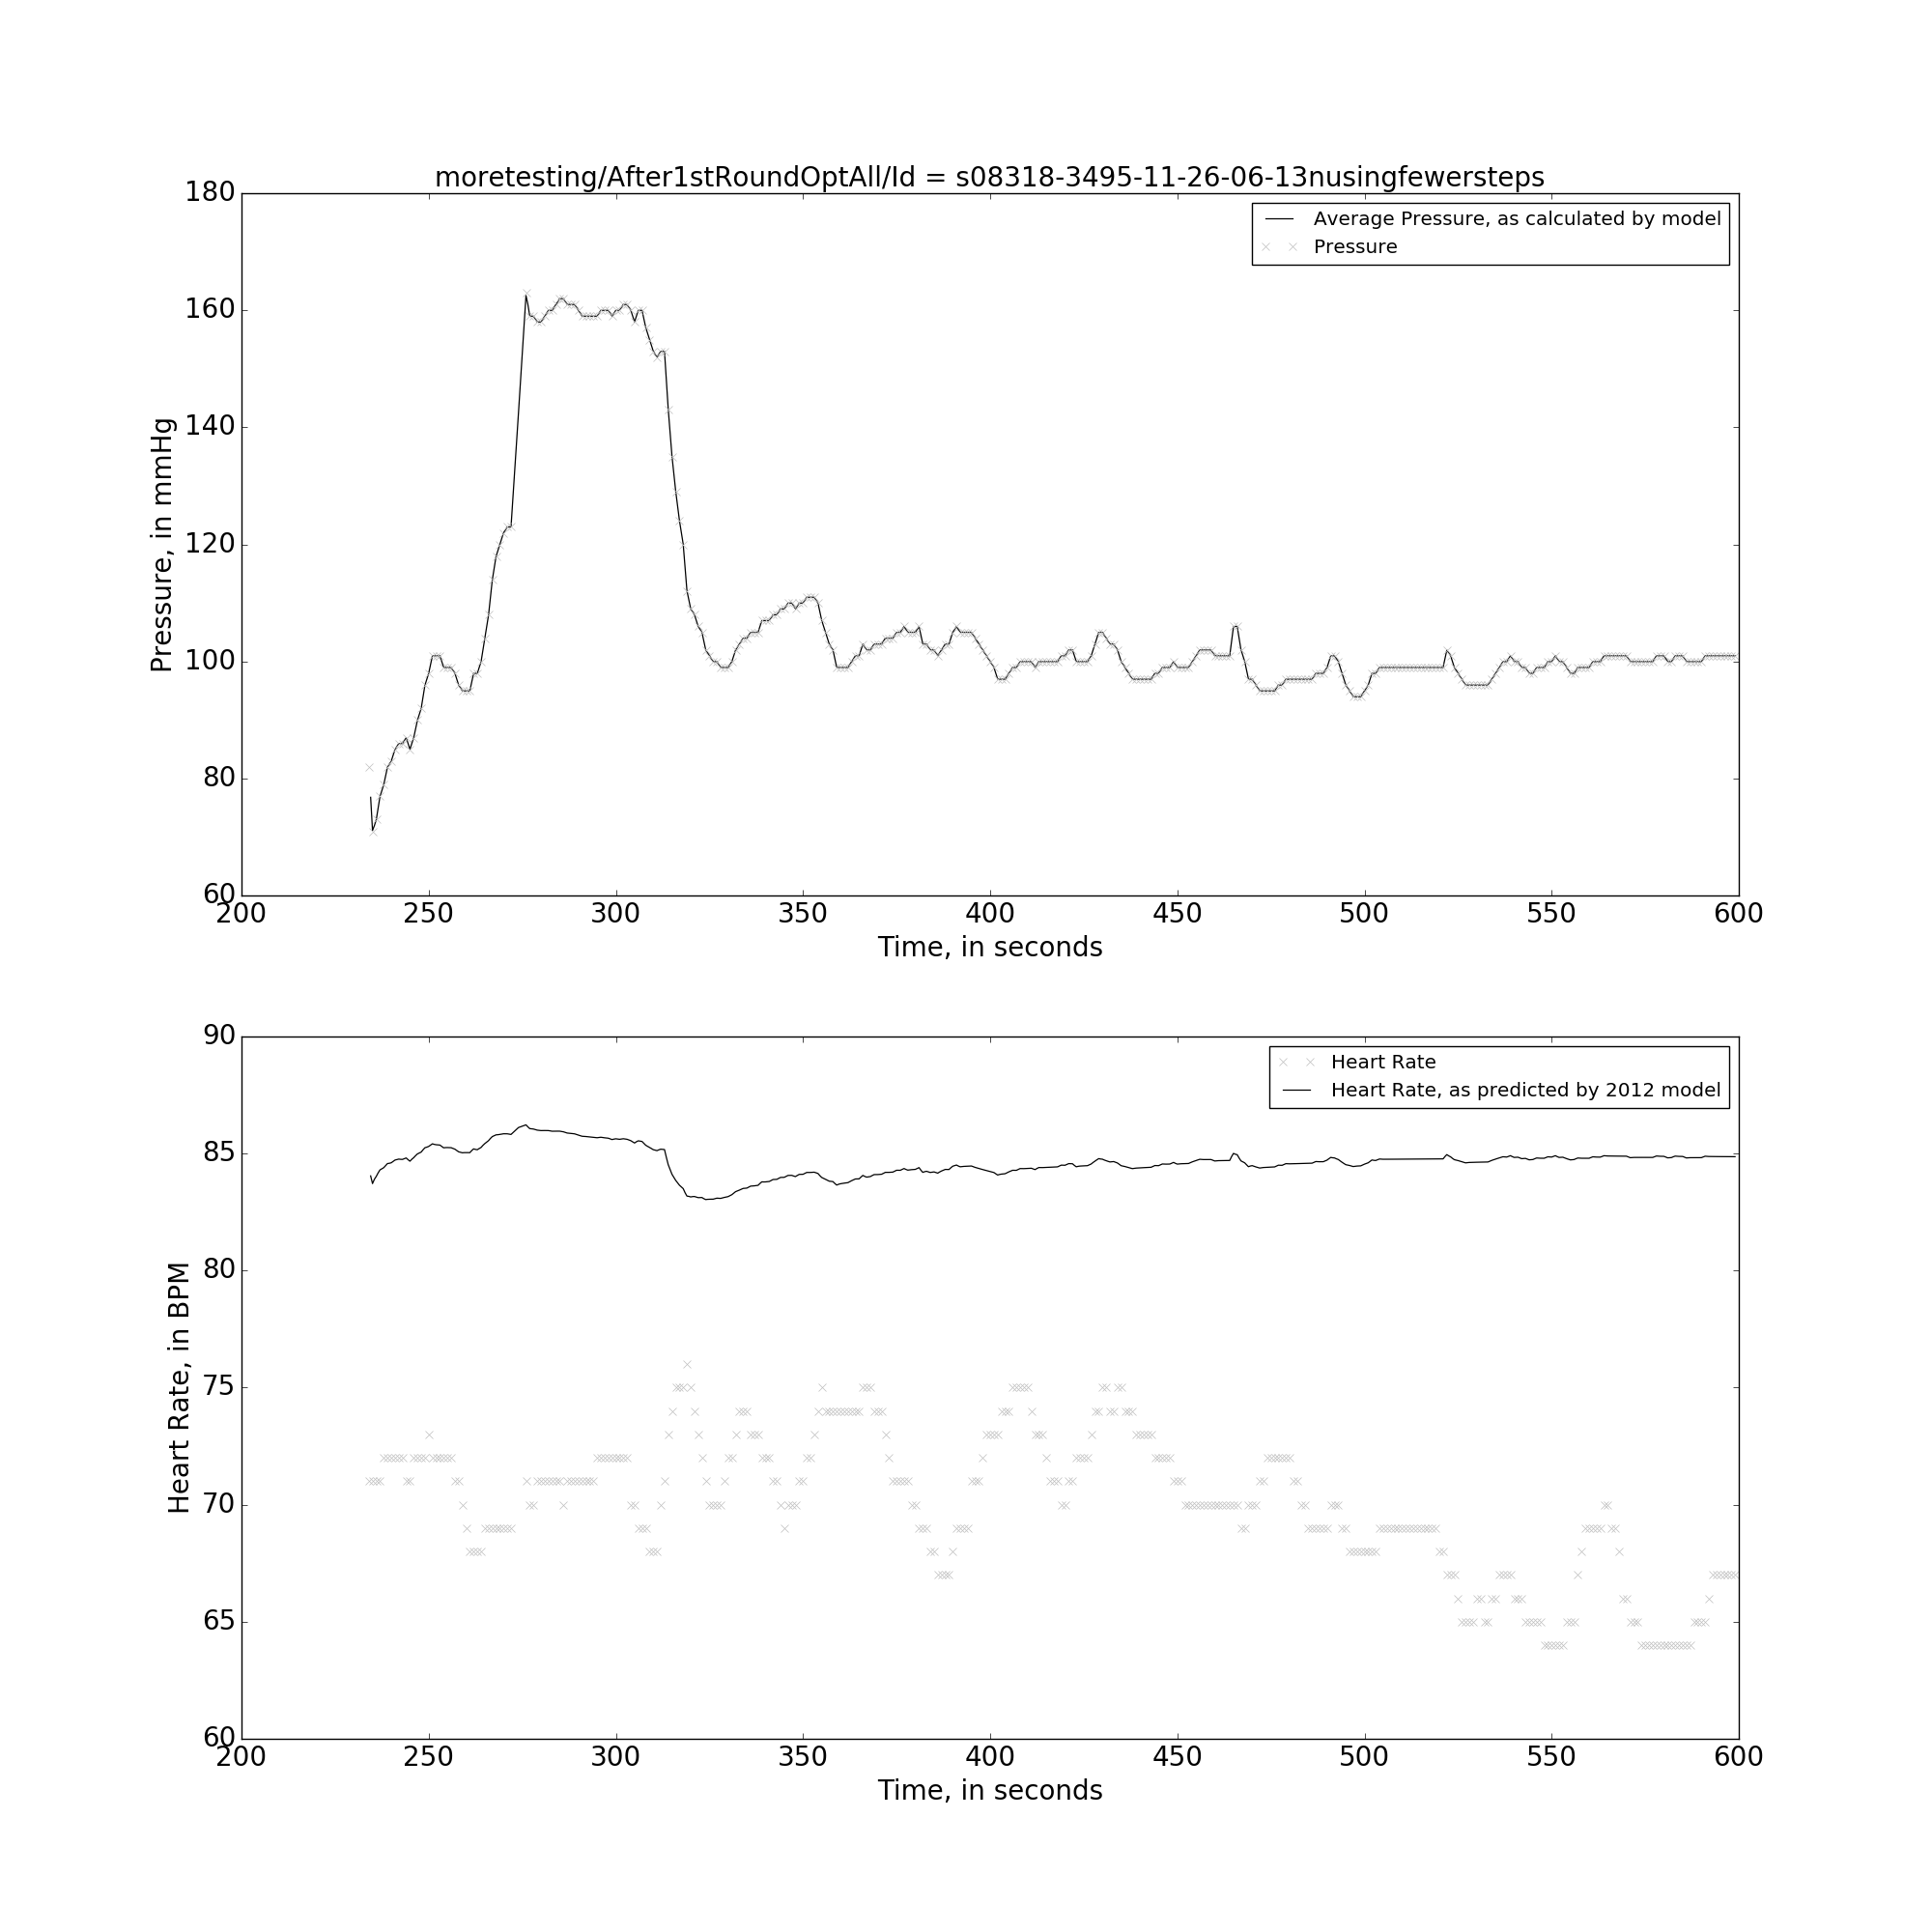 moretesting/After1stRoundOptAll/Id = s08318-3495-11-26-06-13nusingfewersteps
180
160
140
120
100
80
60
Pressure, in mmHg
Average Pressure, as calculated by model
Pressure
200 250 300 350 400 450 500 550 600
Time, in seconds
90
85
80
75
70
65
60
Heart Rate, in BPM
Heart Rate
Heart Rate, as predicted by 2012 model
200 250 300 350 400 450 500 550 600
Time, in seconds